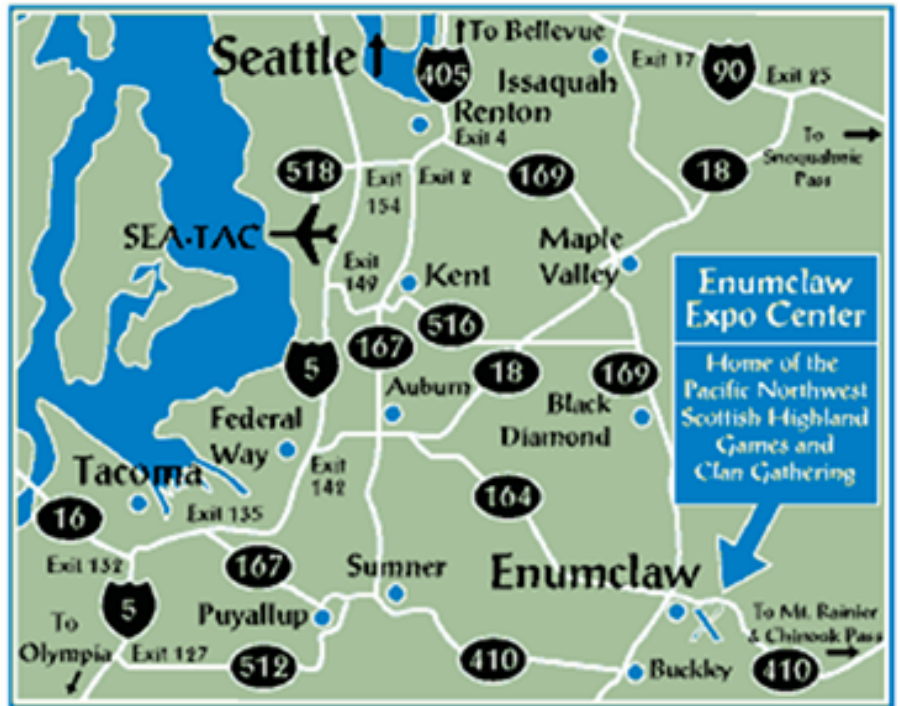 To Bellevue
Seattle
405
Issaquah
Exit 17
90
Exit 25
Renton
Exit 4
To
Snoqualmie
Pass
518
Exit
154
Exit 2
169
18
SEA·TAC
Maple
Valley
Exit
149
Kent
Enumclaw
Expo Center
516
167
5
18
169
Home of the
Pacific Northwest
Scottish Highland
Games and
Clan Gathering
Auburn
Black
Diamond
Federal
Way
Exit
142
Tacoma
16
Exit 135
164
Exit 132
167
Sumner
Enumclaw
5
Puyallup
To
Olympia
Exit 127
512
410
To Mt. Rainier
& Chinook Pass
Buckley
410